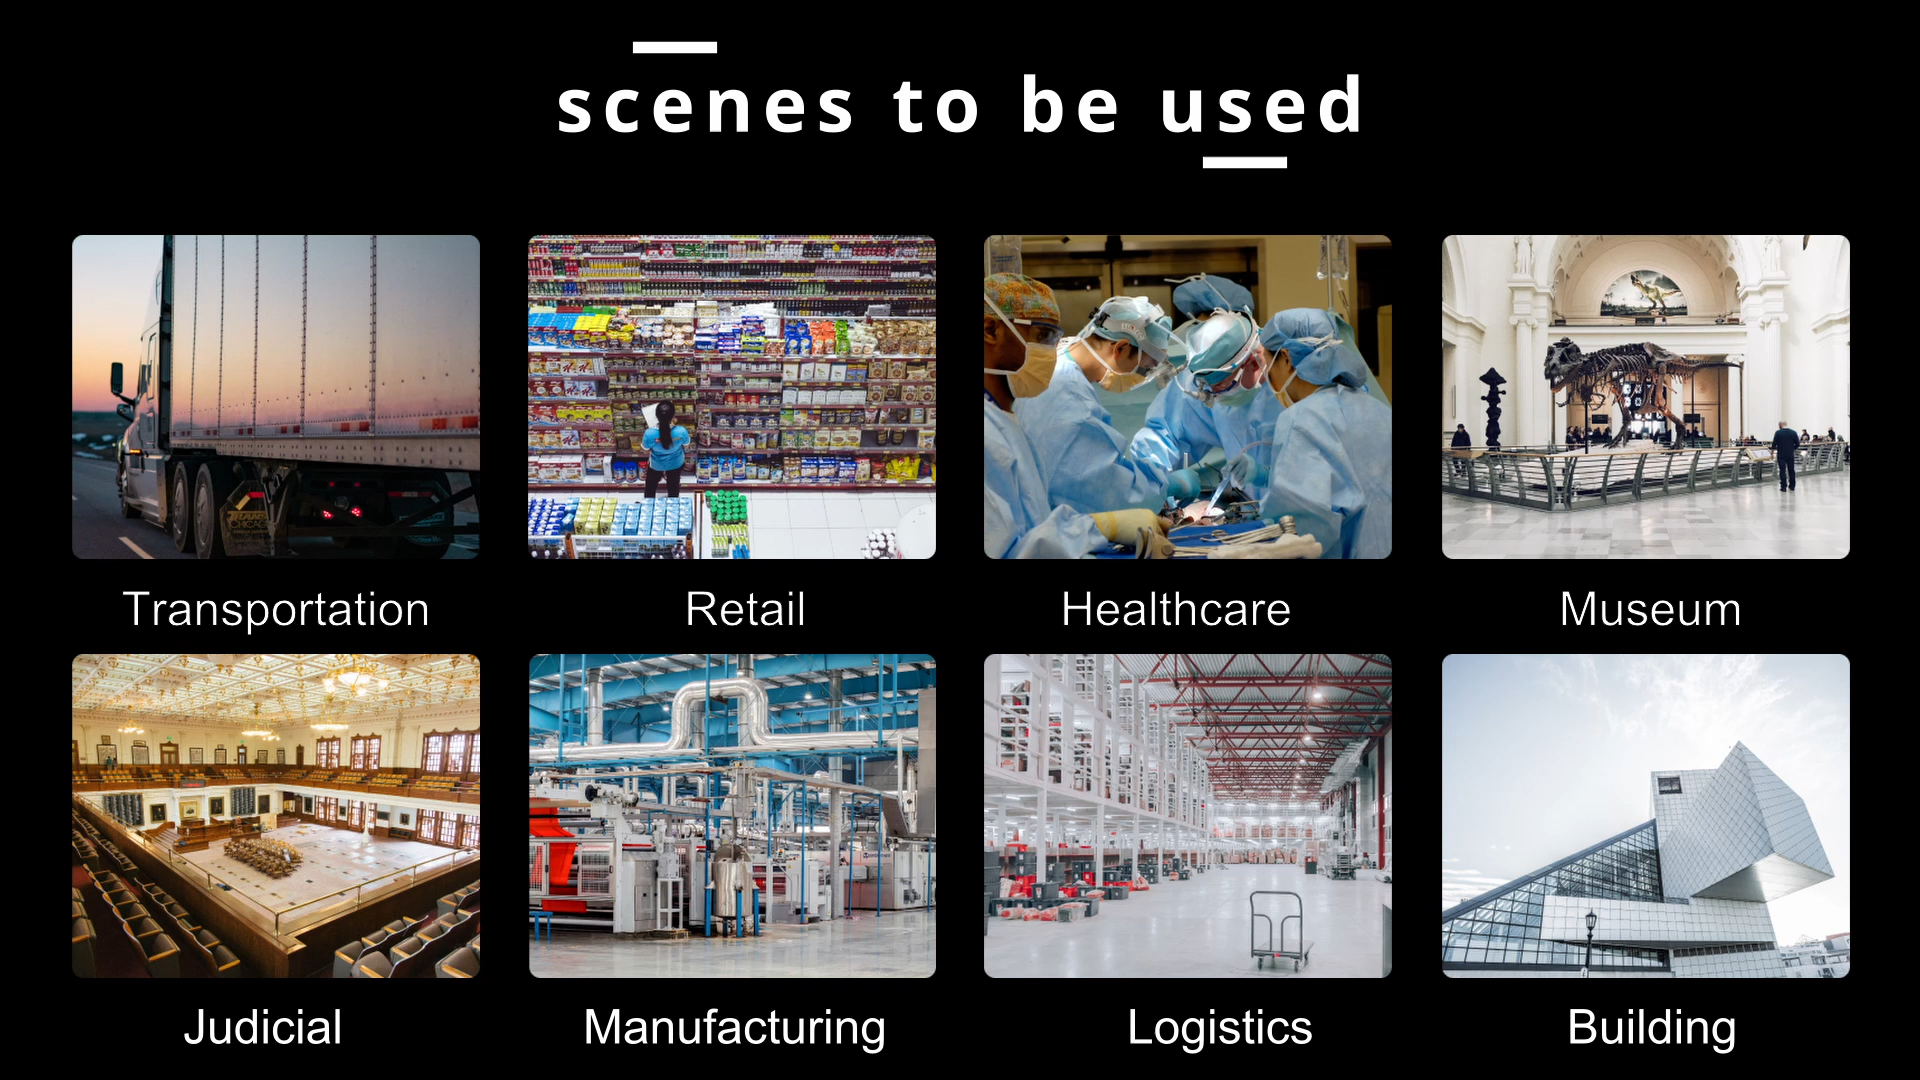 scenes to be used
Transportation
Retail
Healthcare
Museum
Judicial
Manufacturing
Logistics
Building